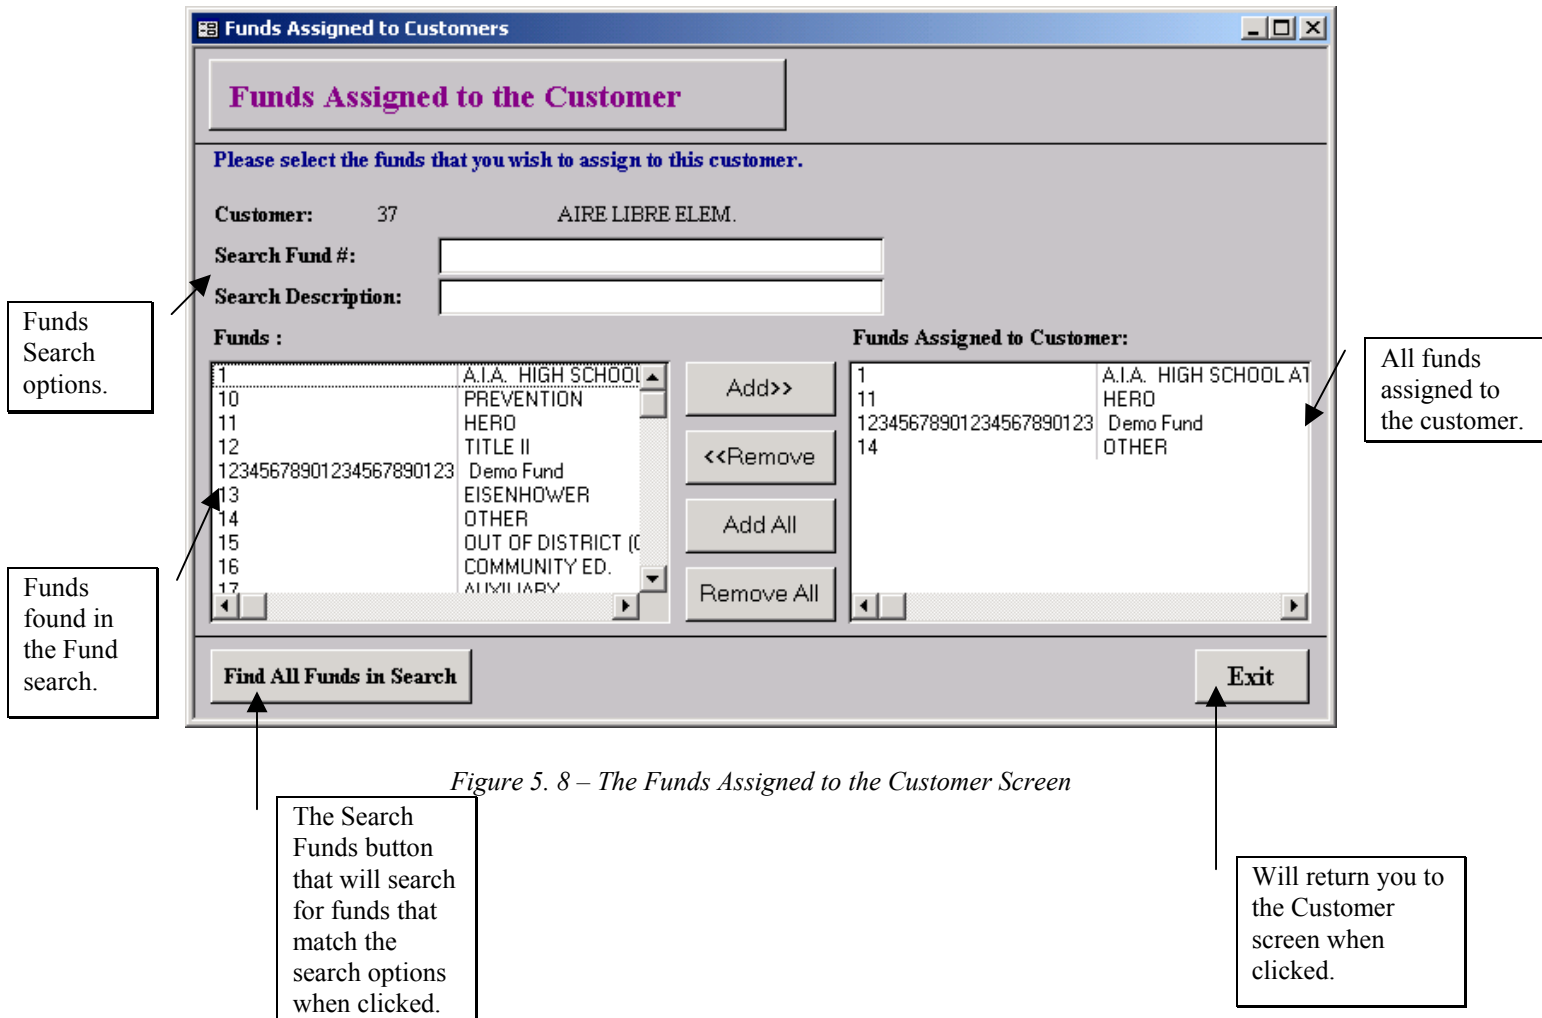 Funds Assigned to Customers
Funds Assigned to the Customer
Please select the funds that you wish to assign to this customer.
Customer: 37 AIRE LIBRE ELEM.
Search Fund #:
Search Description:
Funds :
1 A.I.A. HIGH SCHOOL
10 PREVENTION
11 HERO
12 TITLE II
12345678901234567890123 Demo Fund
13 EISENHOWER
14 OTHER
15 OUT OF DISTRICT (
16 COMMUNITY ED.
17 AUXILIARY
Add>>
<<Remove
Add All
Remove All
Funds Assigned to Customer:
1 A.I.A. HIGH SCHOOL AT
11 HERO
12345678901234567890123 Demo Fund
14 OTHER
Find All Funds in Search
Exit
Funds
Search
options.
Funds
found in
the Fund
search.
All funds
assigned to
the customer.
Figure 5. 8 – The Funds Assigned to the Customer Screen
The Search
Funds button
that will search
for funds that
match the
search options
when clicked.
Will return you to
the Customer
screen when
clicked.